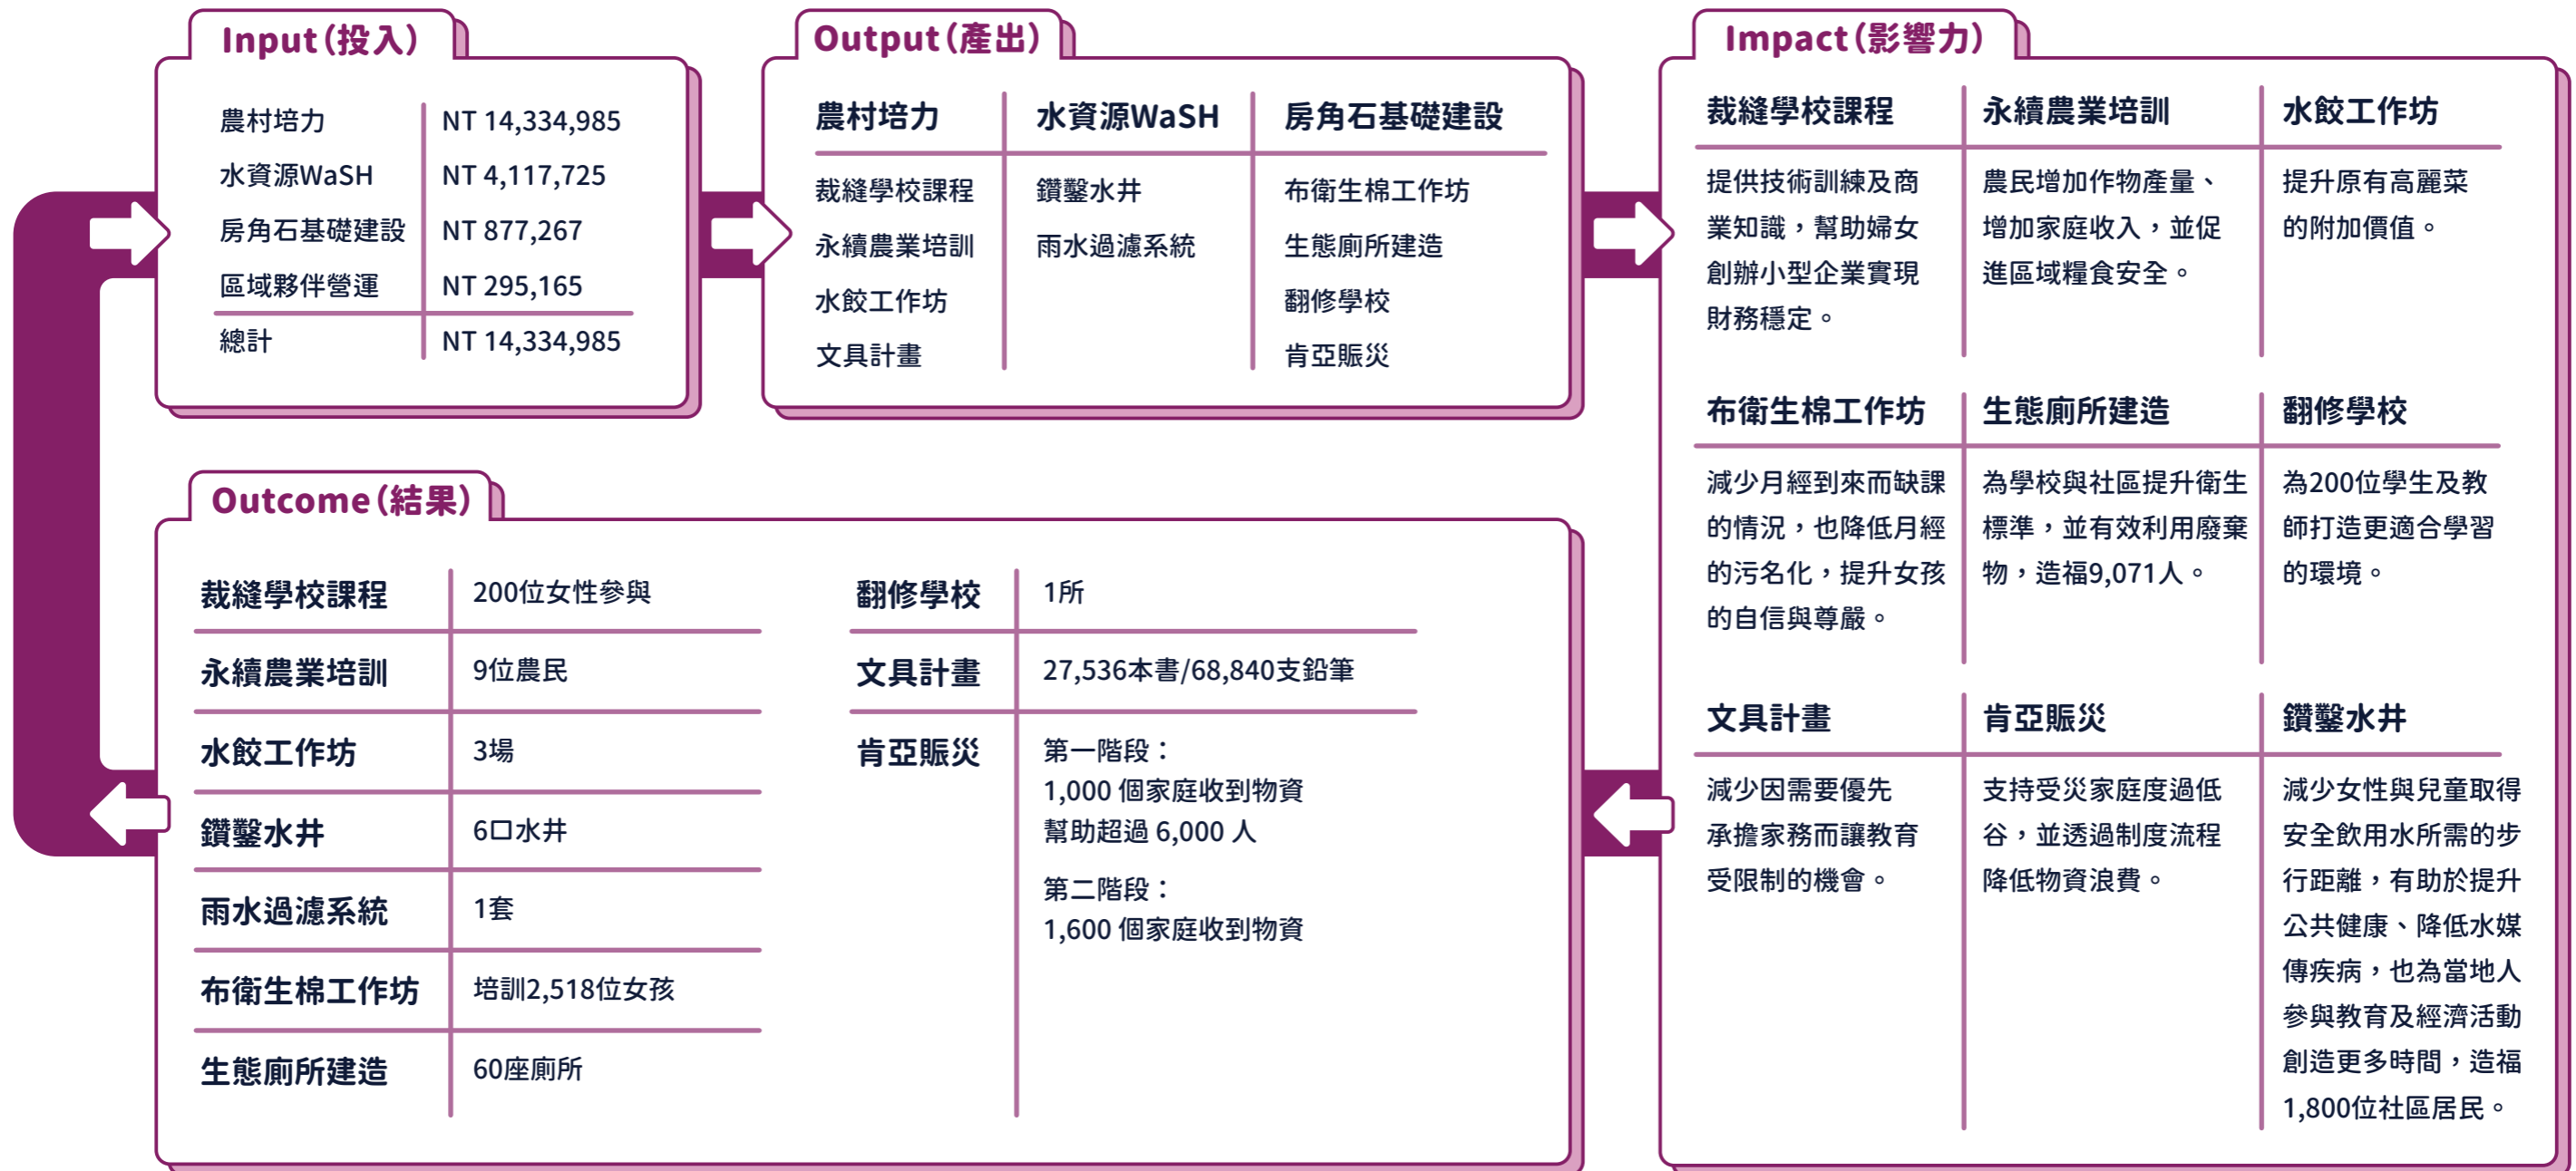 Input(投入)
農村培力 NT 14,334,985
水資源WaSH NT 4,117,725
房角石基礎建設 NT 877,267
區域夥伴營運 NT 295,165
總計 NT 14,334,985
Output(產出)
農村培力 水資源WaSH 房角石基礎建設
裁縫學校課程 鑽鑿水井 布衛生棉工作坊
永續農業培訓 雨水過濾系統 生態廁所建造
水餃工作坊 翻修學校
文具計畫 肯亞賑災
Impact(影響力)
裁縫學校課程
提供技術訓練及商
業知識，幫助婦女
創辦小型企業實現
財務穩定。
永續農業培訓
農民增加作物產量、
增加家庭收入，並促
進區域糧食安全。
水餃工作坊
提升原有高麗菜
的附加價值。
布衛生棉工作坊
減少月經到來而缺課
的情況，也降低月經
的污名化，提升女孩
的自信與尊嚴。
生態廁所建造
為學校與社區提升衛生
標準，並有效利用廢棄
物，造福9,071人。
翻修學校
為200位學生及教
師打造更適合學習
的環境。
文具計畫
減少因需要優先
承擔家務而讓教育
受限制的機會。
肯亞賑災
支持受災家庭度過低
谷，並透過制度流程
降低物資浪費。
鑽鑿水井
減少女性與兒童取得
安全飲用水所需的步
行距離，有助於提升
公共健康、降低水媒
傳疾病，也為當地人
參與教育及經濟活動
創造更多時間，造福
1,800位社區居民。
Outcome(結果)
裁縫學校課程 200位女性參與
永續農業培訓 9位農民
水餃工作坊 3場
鑽鑿水井 6口水井
雨水過濾系統 1套
布衛生棉工作坊 培訓2,518位女孩
生態廁所建造 60座廁所
翻修學校 1所
文具計畫 27,536本書/68,840支鉛筆
肯亞賑災 第一階段：
1,000 個家庭收到物資
幫助超過 6,000 人
第二階段：
1,600 個家庭收到物資